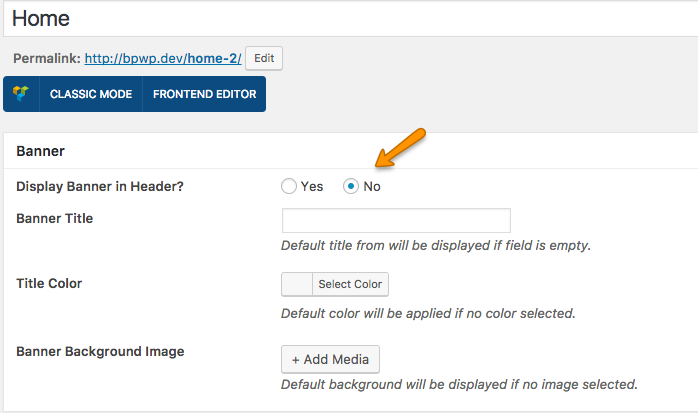 Home
Permalink: http://bpwp.dev/home-2/ Edit
CLASSIC MODE FRONTEND EDITOR
Banner
Display Banner in Header? Yes No
Banner Title
Default title from will be displayed if field is empty.
Title Color Select Color
Default color will be applied if no color selected.
Banner Background Image + Add Media
Default background will be displayed if no image selected.